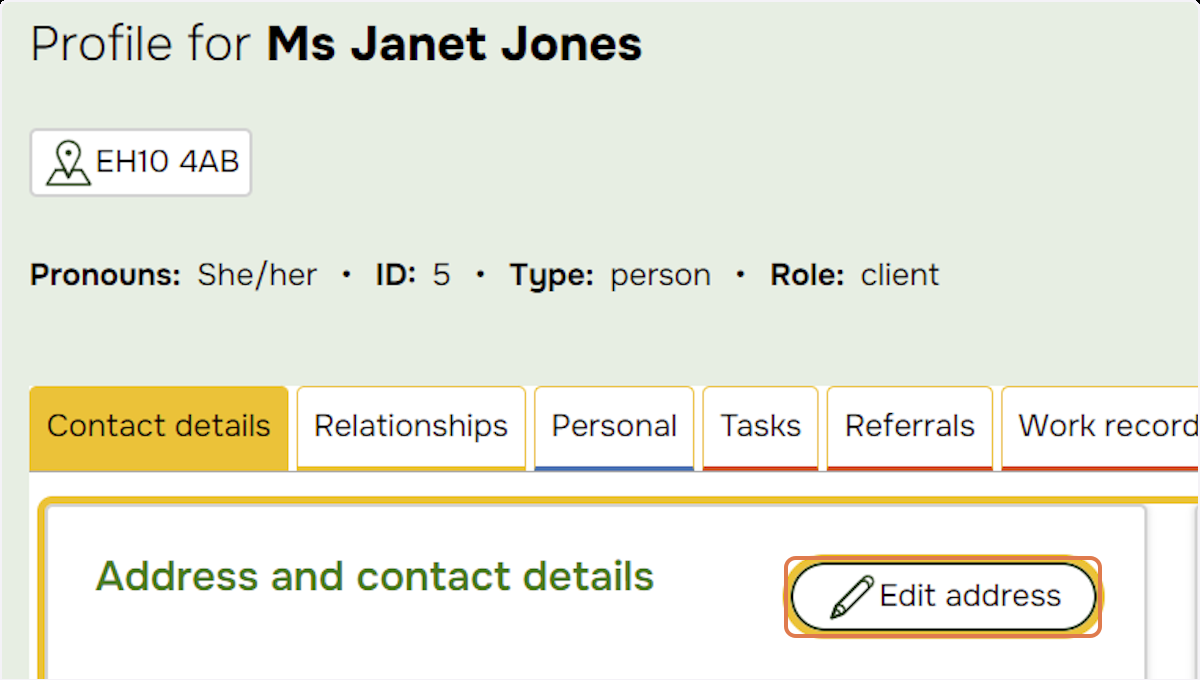 Profile for Ms Janet Jones
EH10 4AB
Pronouns: She/her • ID: 5 • Type: person • Role: client
Contact details Relationships Personal Tasks Referrals Work record
Address and contact details
Edit address